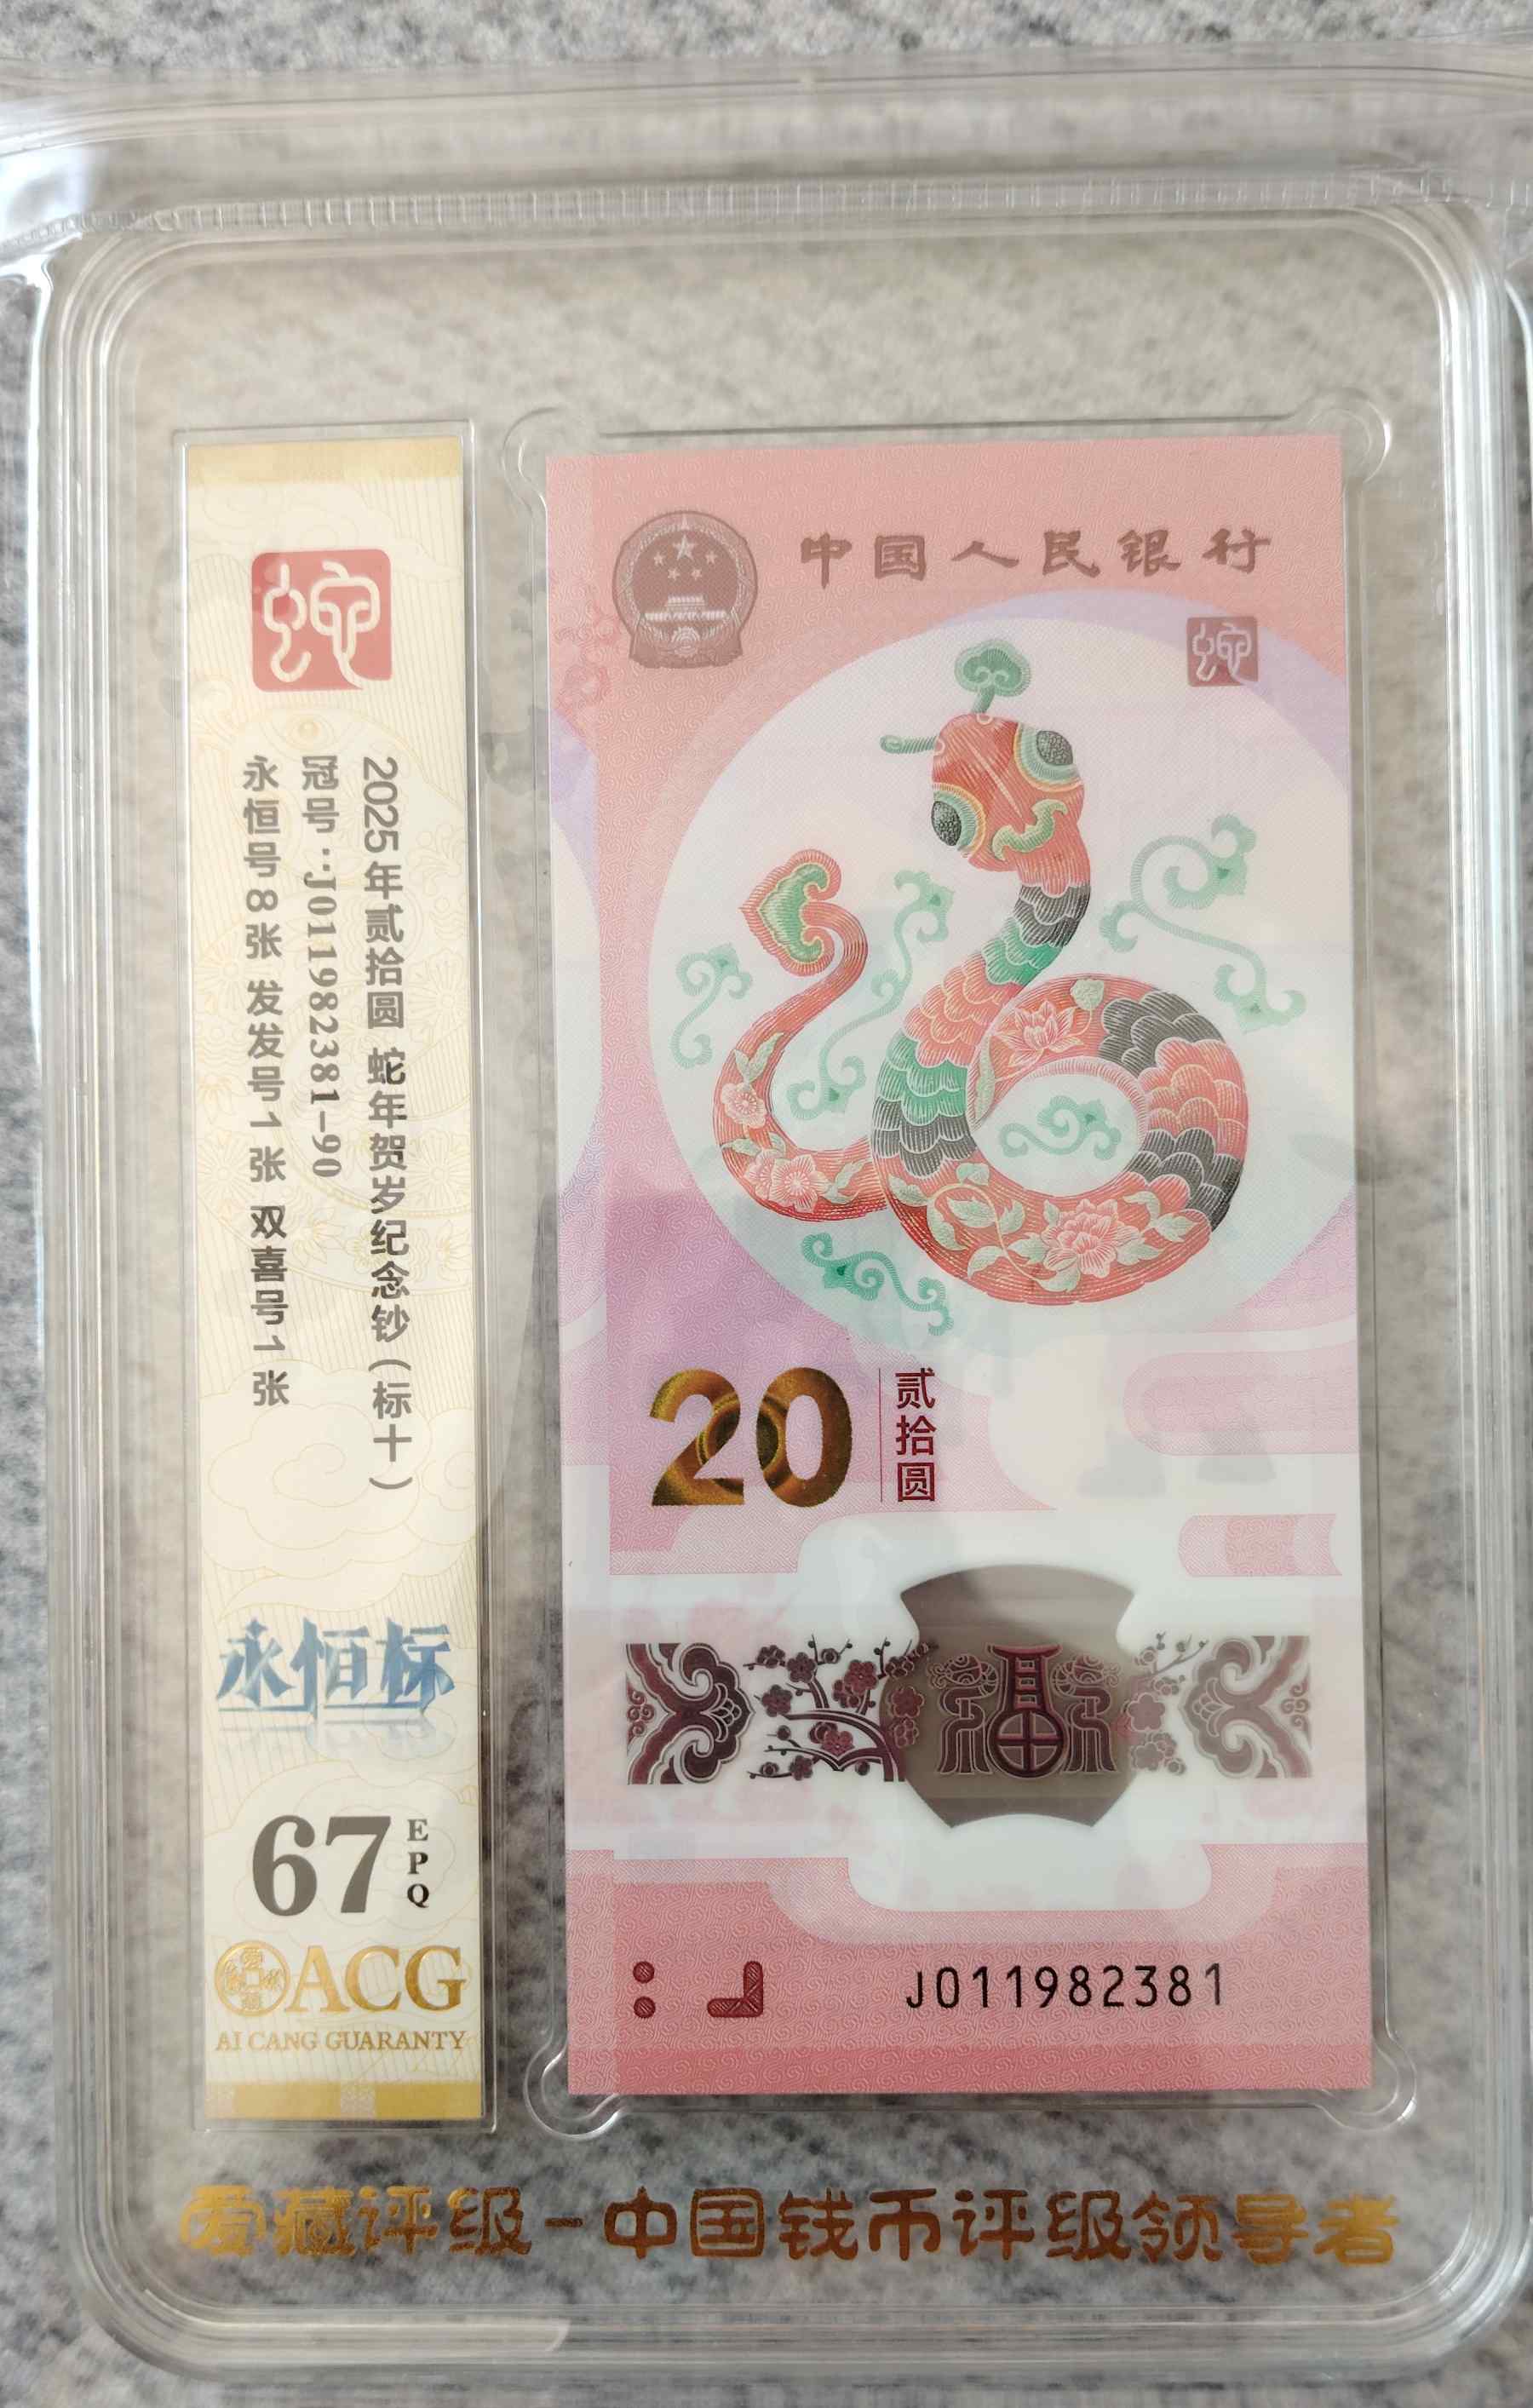 蛇
2025年贰拾圆 蛇年贺岁纪念钞(标十)
冠号:J011982381-90
永恒号8张 发发号1张 双喜号1张
永恒标
67
EPQ
ACG
AI CANG GUARANTY
中国人民银行
蛇
20
贰拾圆
福
J011982381
爱藏评级-中国钱币评级领导者